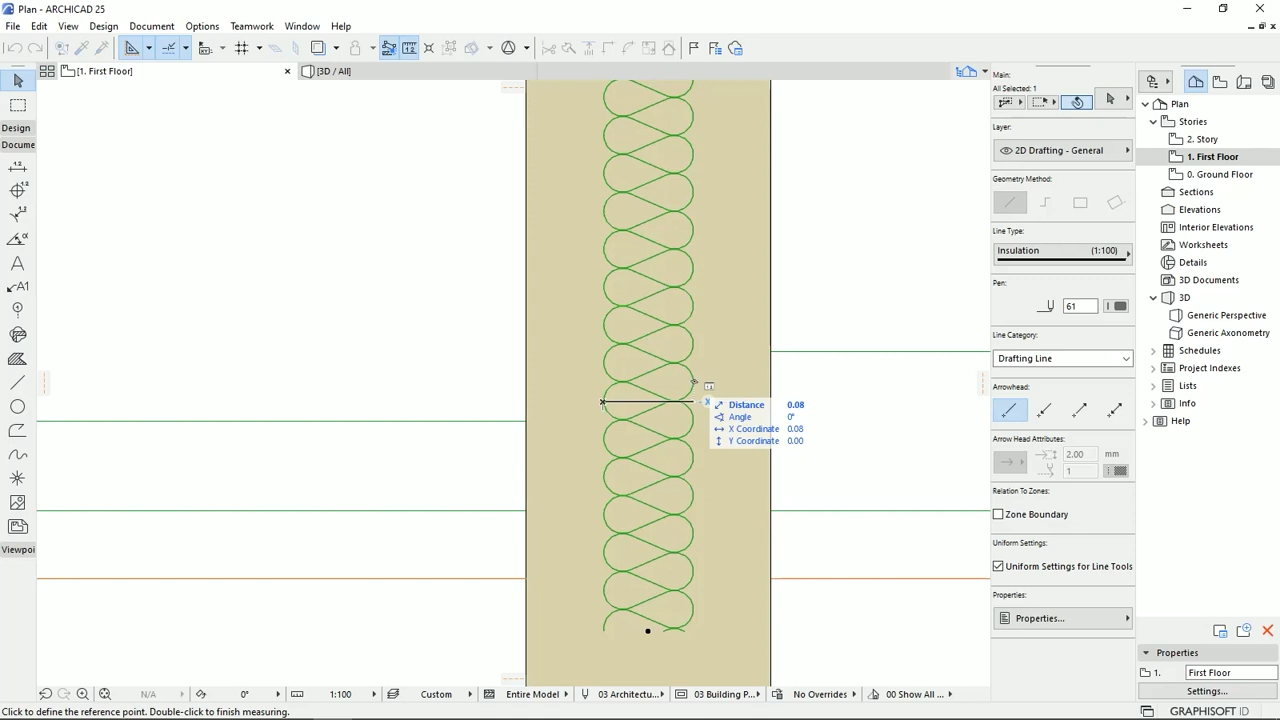 Plan - ARCHICAD 25
File Edit View Design Document Options Teamwork Window Help
[1. First Floor]
[3D / All]
Design
Docume
Viewpoi
Distance 0.08
Angle 0°
X Coordinate 0.08
Y Coordinate 0.00
Main:
All Selected: 1
Layer:
2D Drafting - General
Geometry Method:
Line Type:
Insulation (1:100)
Pen:
61
Line Category:
Drafting Line
Arrowhead:
Arrow Head Attributes:
2.00 mm
1
Relation To Zones:
Zone Boundary
Uniform Settings:
Uniform Settings for Line Tools
Properties:
Properties...
Plan
Stories
2. Story
1. First Floor
0. Ground Floor
Sections
Elevations
Interior Elevations
Worksheets
Details
3D Documents
3D
Generic Perspective
Generic Axonometry
Schedules
Project Indexes
Lists
Info
Help
Properties
1. First Floor
Settings...
N/A 0° 1:100 Custom Entire Model 03 Architectu... 03 Building P... No Overrides 00 Show All ...
Click to define the reference point. Double-click to finish measuring.
GRAPHISOFT ID